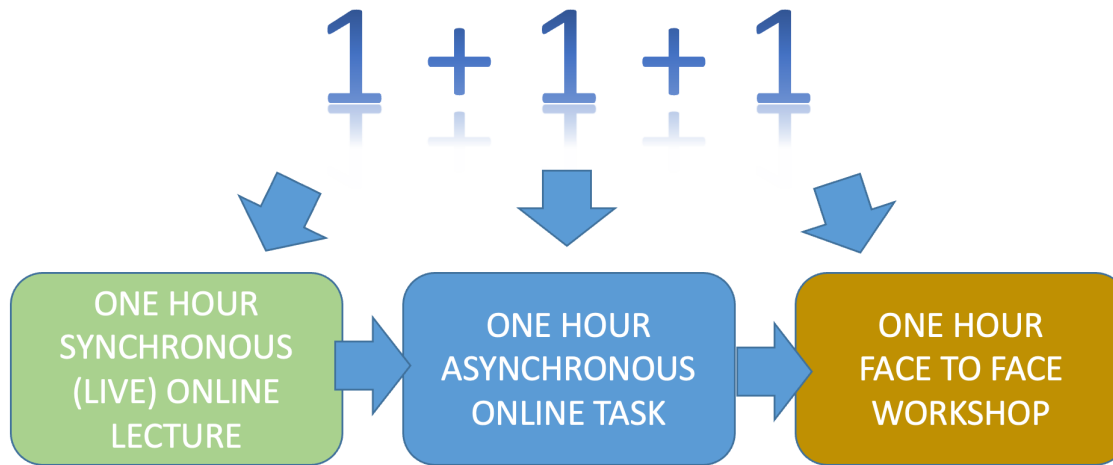 1 + 1 + 1
ONE HOUR
SYNCHRONOUS
(LIVE) ONLINE
LECTURE
ONE HOUR
ASYNCHRONOUS
ONLINE TASK
ONE HOUR
FACE TO FACE
WORKSHOP